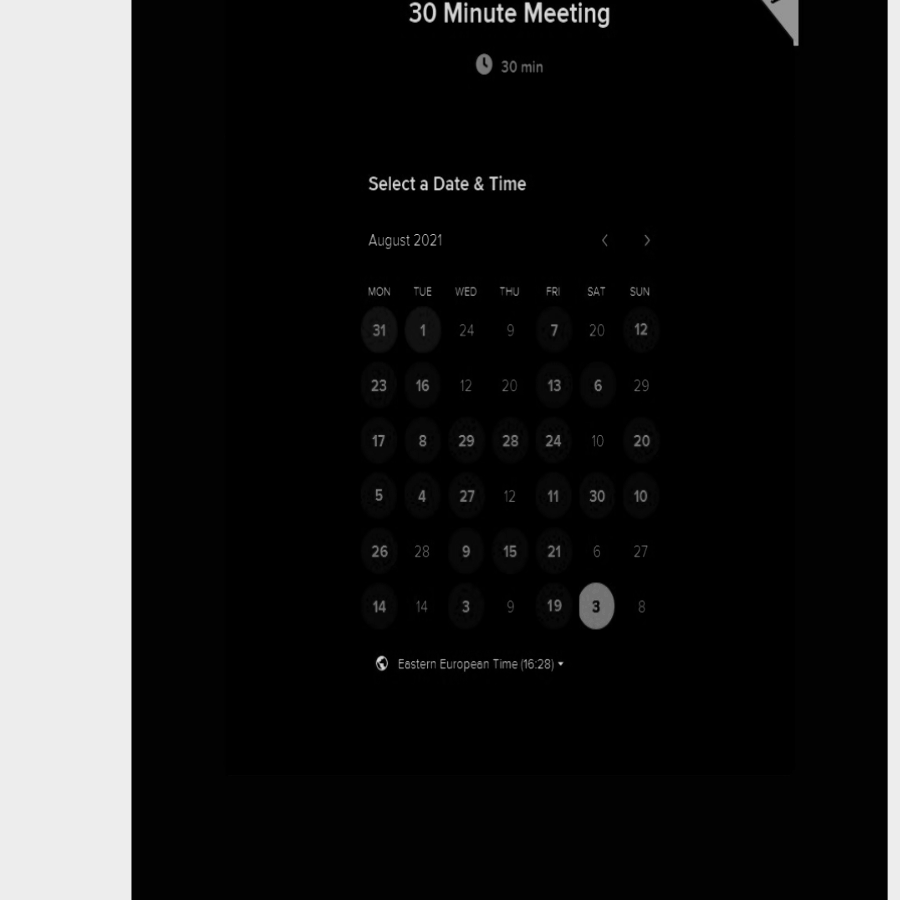 30 Minute Meeting
30 min
Select a Date & Time
August 2021
MON TUE WED THU FRI SAT SUN
31 1 24 9 7 20 12
23 16 12 20 13 6 29
17 8 29 28 24 10 20
5 4 27 12 11 30 10
26 28 9 15 21 6 27
14 14 3 9 19 3 8
Eastern European Time (16:28)